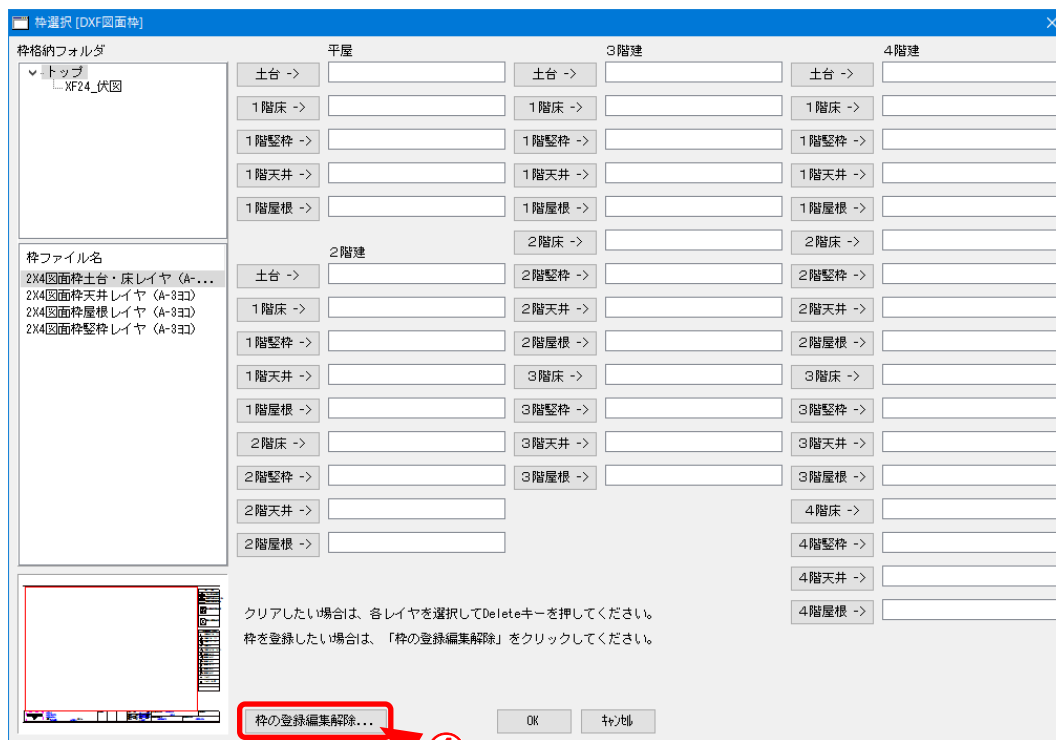 枠選択 [DXF図面枠]
枠格納フォルダ
トップ
XF24_伏図
枠ファイル名
2X4図面枠土台・床レイヤ (A-...
2X4図面枠天井レイヤ (A-3ﾖｺ)
2X4図面枠屋根レイヤ (A-3ﾖｺ)
2X4図面枠竪枠レイヤ (A-3ﾖｺ)
平屋
土台 ->
1階床 ->
1階竪枠 ->
1階天井 ->
1階屋根 ->
2階建
土台 ->
1階床 ->
1階竪枠 ->
1階天井 ->
1階屋根 ->
2階床 ->
2階竪枠 ->
2階天井 ->
2階屋根 ->
3階建
土台 ->
1階床 ->
1階竪枠 ->
1階天井 ->
1階屋根 ->
2階床 ->
2階竪枠 ->
2階天井 ->
2階屋根 ->
3階床 ->
3階竪枠 ->
3階天井 ->
3階屋根 ->
4階建
土台 ->
1階床 ->
1階竪枠 ->
1階天井 ->
1階屋根 ->
2階床 ->
2階竪枠 ->
2階天井 ->
2階屋根 ->
3階床 ->
3階竪枠 ->
3階天井 ->
3階屋根 ->
4階床 ->
4階竪枠 ->
4階天井 ->
4階屋根 ->
クリアしたい場合は、各レイヤを選択してDeleteキーを押してください。
枠を登録したい場合は、「枠の登録編集解除」をクリックしてください。
枠の登録編集解除...
OK
ｷｬﾝｾﾙ